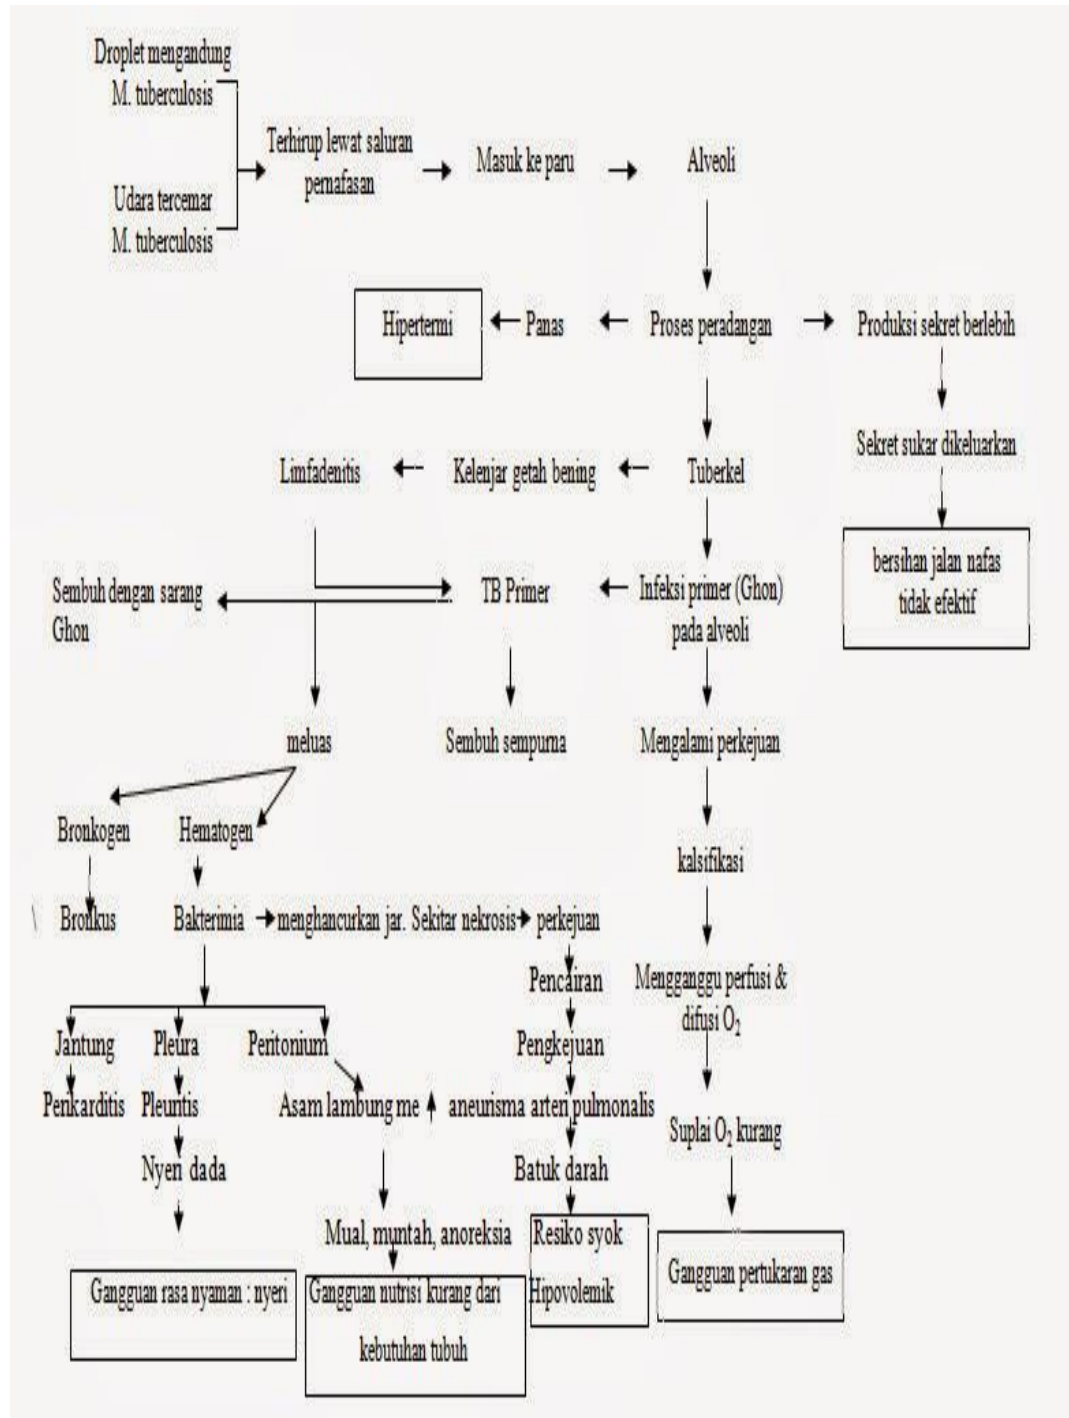 Droplet mengandung
M. tuberculosis
Terhirup lewat saluran
pernafasan
Masuk ke paru
Alveoli
Udara tercemar
M. tuberculosis
Hipertermi
Panas
Proses peradangan
Produksi sekret berlebih
Sekret sukar dikeluarkan
Limfadenitis
Kelenjar getah bening
Tuberkel
bersihan jalan nafas
tidak efektif
Sembuh dengan sarang
Ghon
TB Primer
Infeksi primer (Ghon)
pada alveoli
meluas
Sembuh sempurna
Mengalami perkejuan
Bronkogen
Hematogen
kalsifikasi
Bronkus
Bakterimia
menghancurkan jar. Sekitar nekrosis
perkejuan
Pencairan
Mengganggu perfusi &
difusi O₂
Jantung
Pleura
Peritonium
Pengkejuan
Perikarditis
Pleuritis
Asam lambung me
aneurisma arteri pulmonalis
Suplai O₂ kurang
Nyeri dada
Batuk darah
Mual, muntah, anoreksia
Resiko syok
Hipovolemik
Gangguan pertukaran gas
Gangguan rasa nyaman : nyeri
Gangguan nutrisi kurang dari
kebutuhan tubuh